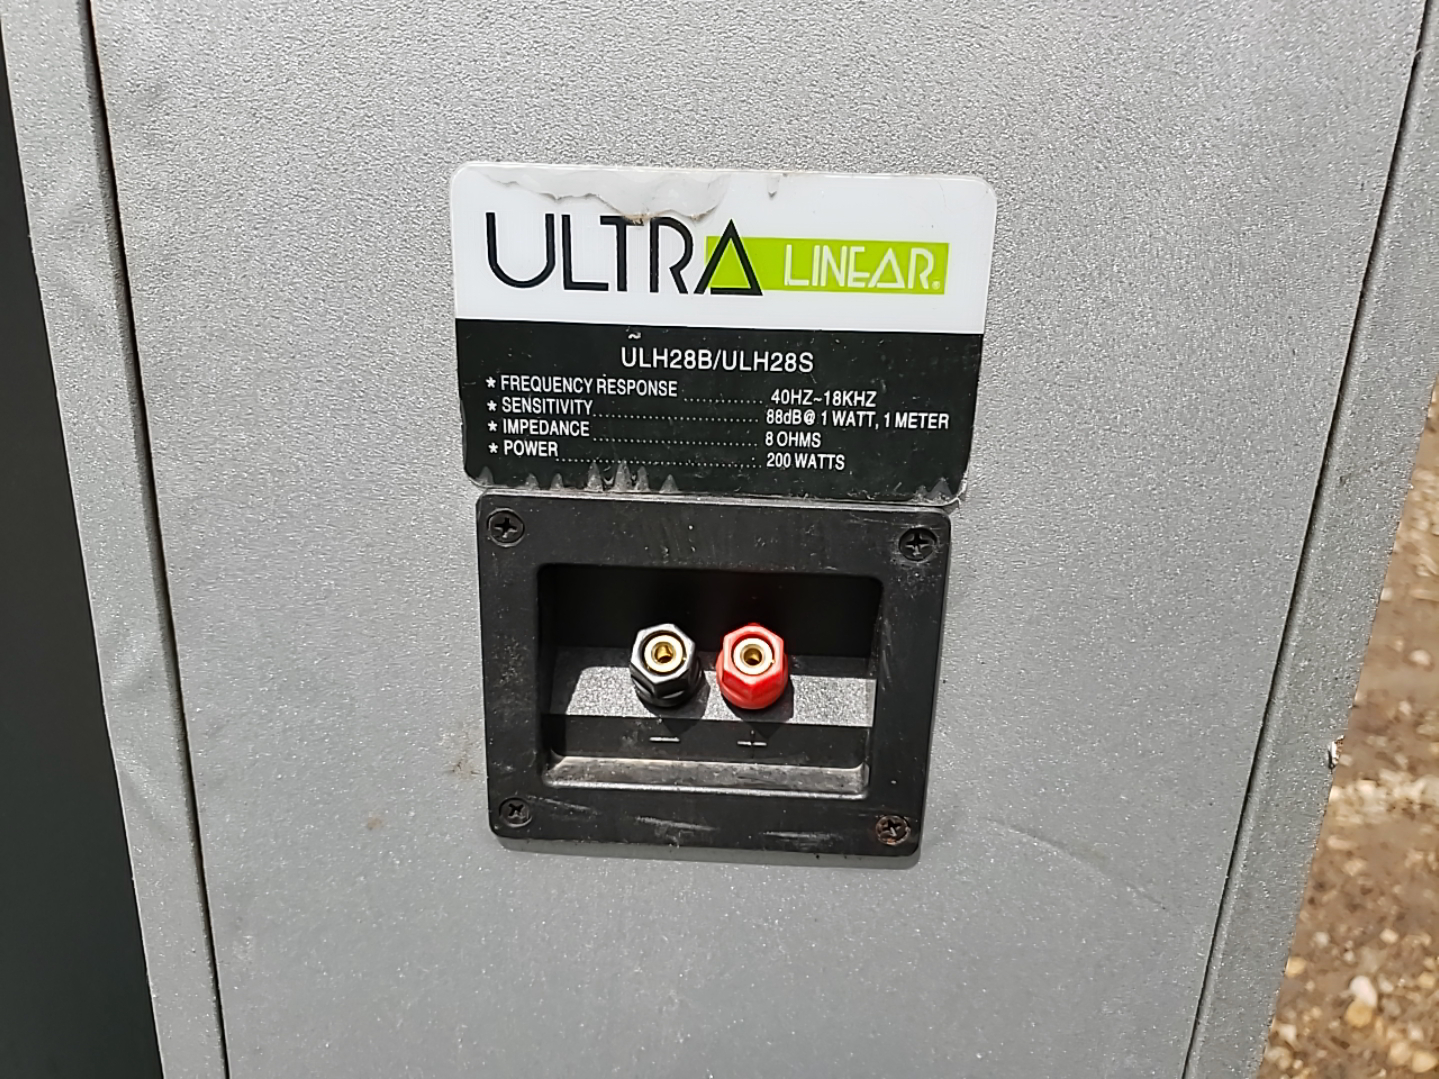 ULTRA LINEAR®
ULH28B/ULH28S
* FREQUENCY RESPONSE ............ 40HZ~18KHZ
* SENSITIVITY ............ 88dB@ 1 WATT, 1 METER
* IMPEDANCE ............ 8 OHMS
* POWER ............ 200 WATTS
— +